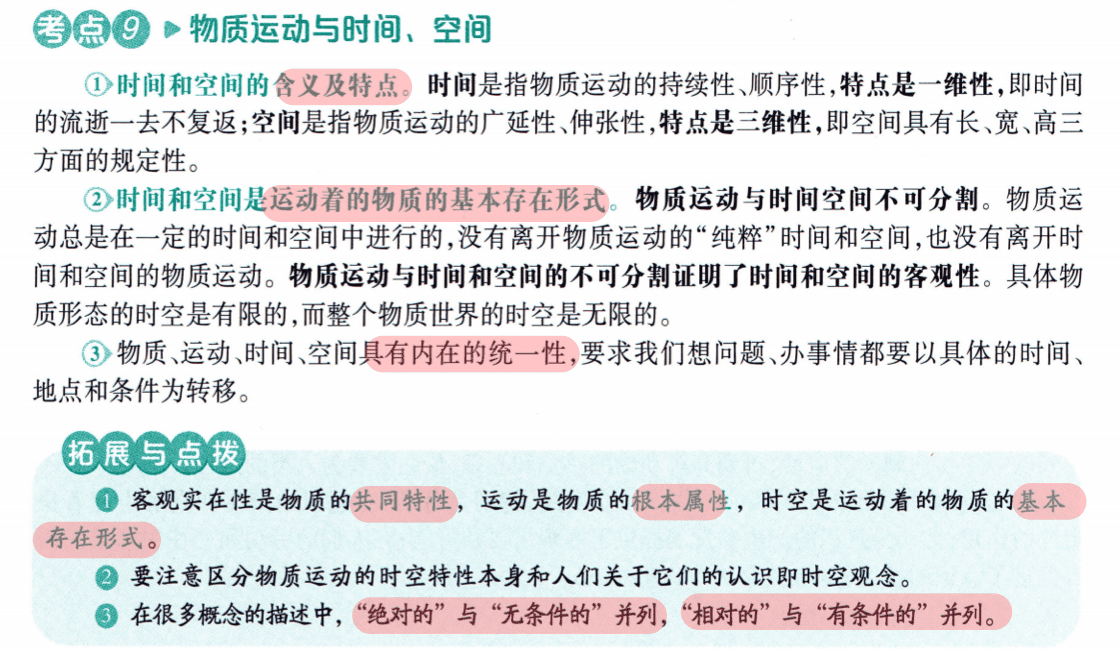 考点9 ▶ 物质运动与时间、空间
①时间和空间的含义及特点。时间是指物质运动的持续性、顺序性,特点是一维性,即时间
的流逝一去不复返;空间是指物质运动的广延性、伸张性,特点是三维性,即空间具有长、宽、高三
方面的规定性。
②时间和空间是运动着的物质的基本存在形式。物质运动与时间空间不可分割。物质运
动总是在一定的时间和空间中进行的,没有离开物质运动的“纯粹”时间和空间,也没有离开时
间和空间的物质运动。物质运动与时间和空间的不可分割证明了时间和空间的客观性。具体物
质形态的时空是有限的,而整个物质世界的时空是无限的。
③物质、运动、时间、空间具有内在的统一性,要求我们想问题、办事情都要以具体的时间、
地点和条件为转移。
拓展与点拨
❶ 客观实在性是物质的共同特性，运动是物质的根本属性，时空是运动着的物质的基本
存在形式。
❷ 要注意区分物质运动的时空特性本身和人们关于它们的认识即时空观念。
❸ 在很多概念的描述中，“绝对的”与“无条件的”并列，“相对的”与“有条件的”并列。